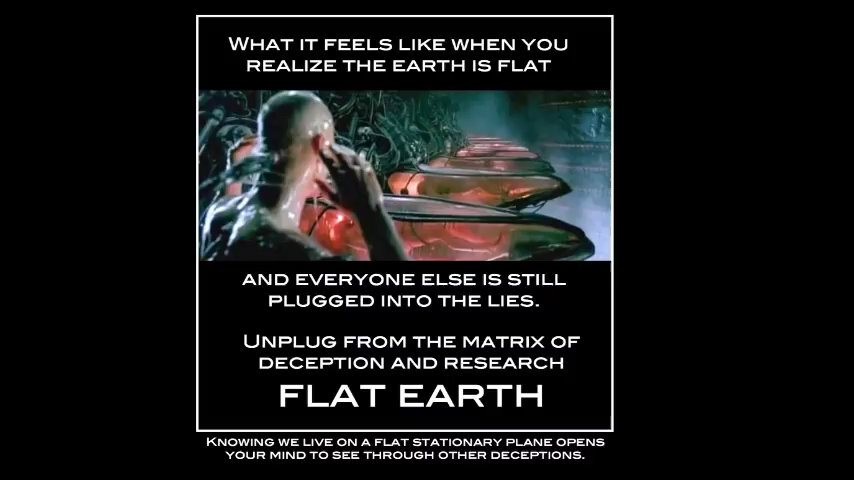 What it feels like when you
realize the earth is flat
and everyone else is still
plugged into the lies.
Unplug from the matrix of
deception and research
FLAT EARTH
Knowing we live on a flat stationary plane opens
your mind to see through other deceptions.